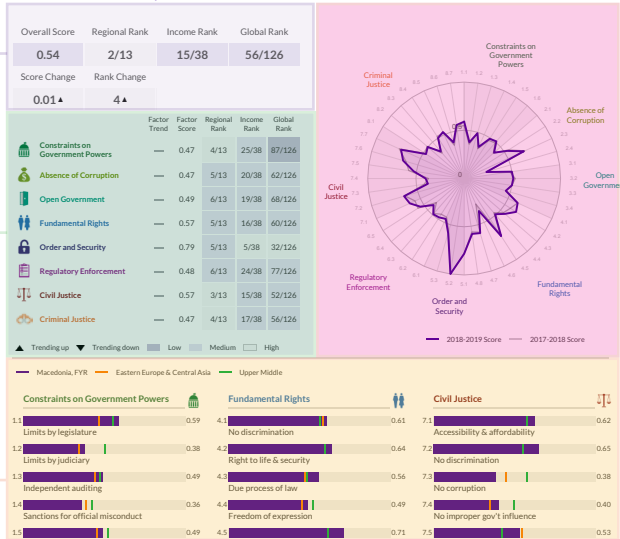 Overall Score Regional Rank Income Rank Global Rank
0.54 2/13 15/38 56/126
Score Change Rank Change
0.01▲ 4▲
Factor Trend Factor Score Regional Rank Income Rank Global Rank
Constraints on Government Powers — 0.47 4/13 25/38 87/126
Absence of Corruption — 0.47 5/13 20/38 62/126
Open Government — 0.49 6/13 19/38 68/126
Fundamental Rights — 0.57 5/13 16/38 60/126
Order and Security — 0.79 5/13 5/38 32/126
Regulatory Enforcement — 0.48 6/13 24/38 77/126
Civil Justice — 0.57 3/13 15/38 52/126
Criminal Justice — 0.47 4/13 17/38 56/126
▲ Trending up ▼ Trending down Low Medium High
Constraints on
Government
Powers
Criminal
Justice
Absence of
Corruption
Open
Governme
Civil
Justice
Regulatory
Enforcement
Fundamental
Rights
Order and
Security
0.5
0
2018-2019 Score 2017-2018 Score
Macedonia, FYR Eastern Europe & Central Asia Upper Middle
Constraints on Government Powers Fundamental Rights Civil Justice
1.1 0.59 4.1 0.61 7.1 0.62
Limits by legislature No discrimination Accessibility & affordability
1.2 0.38 4.2 0.64 7.2 0.65
Limits by judiciary Right to life & security No discrimination
1.3 0.49 4.3 0.56 7.3 0.38
Independent auditing Due process of law No corruption
1.4 0.36 4.4 0.49 7.4 0.40
Sanctions for official misconduct Freedom of expression No improper gov't influence
1.5 0.49 4.5 0.71 7.5 0.53